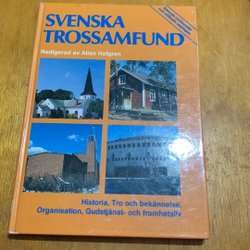 SVENSKA
TROSSAMFUND
Redigerad av Allan Hofgren
Historia, Tro och bekännelse,
Organisation, Gudstjänst- och fromhetsliv